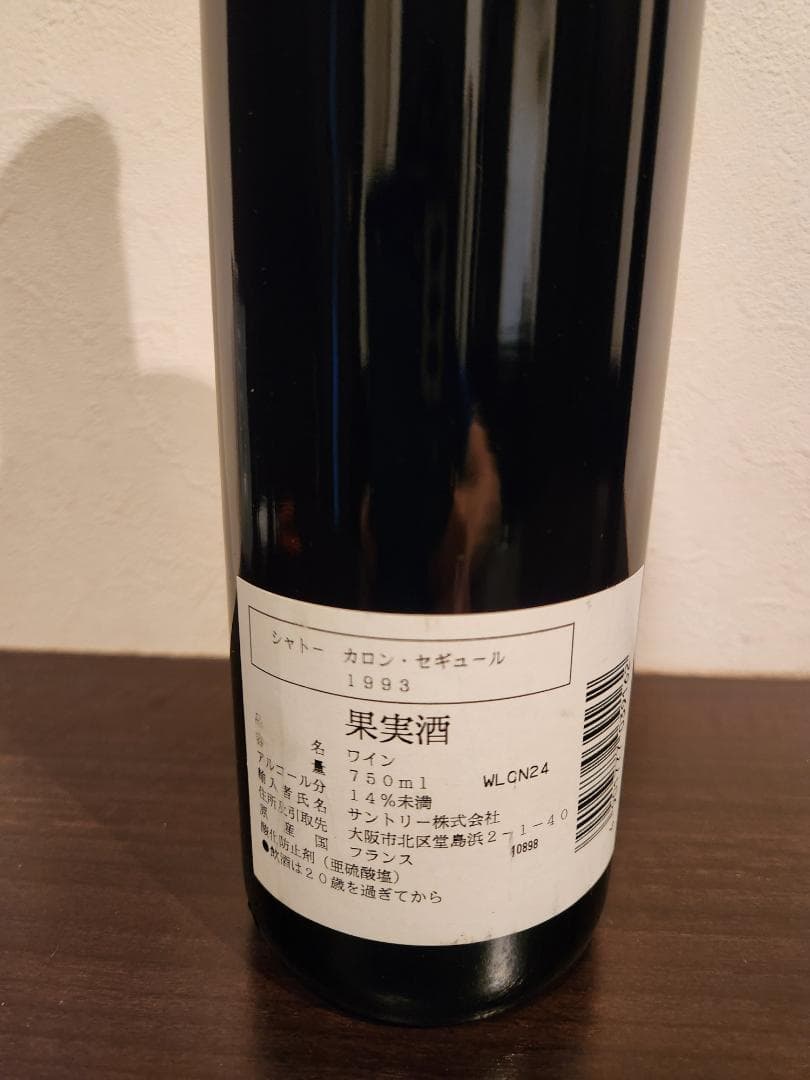 シャトー カロン・セギュール
1993
果実酒
品名 ワイン
容量 750ml WLCN24
アルコール分 14%未満
輸入者氏名 サントリー株式会社
住所及引取先 大阪市北区堂島浜2-1-40
原産国 フランス 10898
酸化防止剤（亜硫酸塩）
●飲酒は20歳を過ぎてから